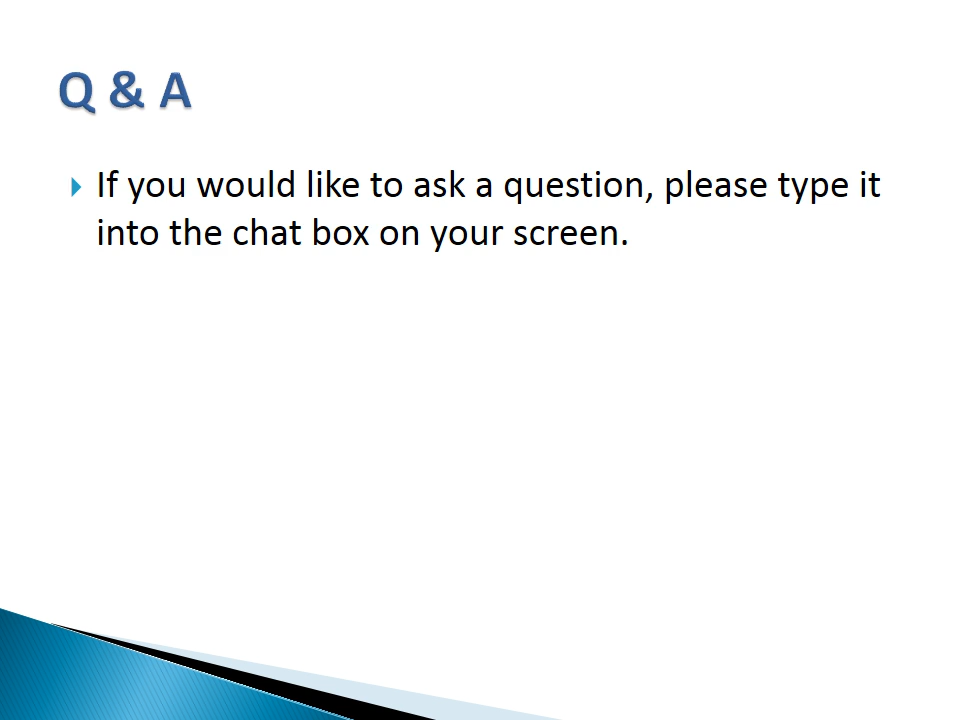 Q & A
If you would like to ask a question, please type it
into the chat box on your screen.